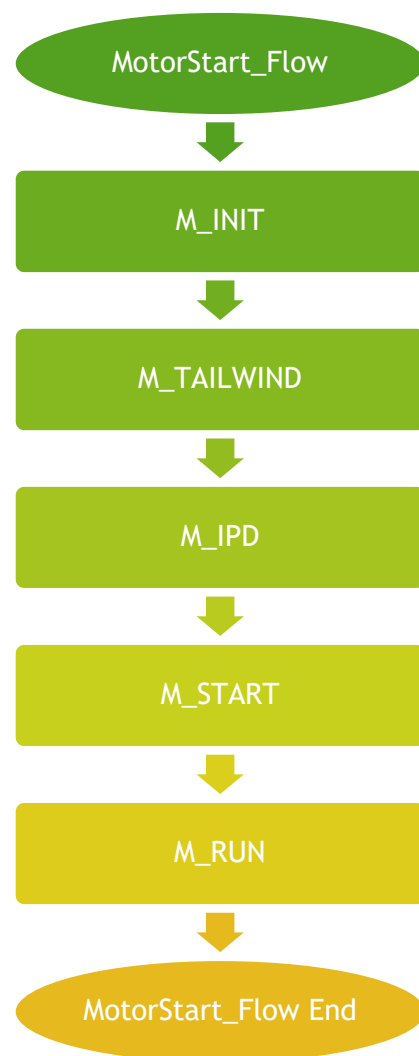 MotorStart_Flow
M_INIT
M_TAILWIND
M_IPD
M_START
M_RUN
MotorStart_Flow End